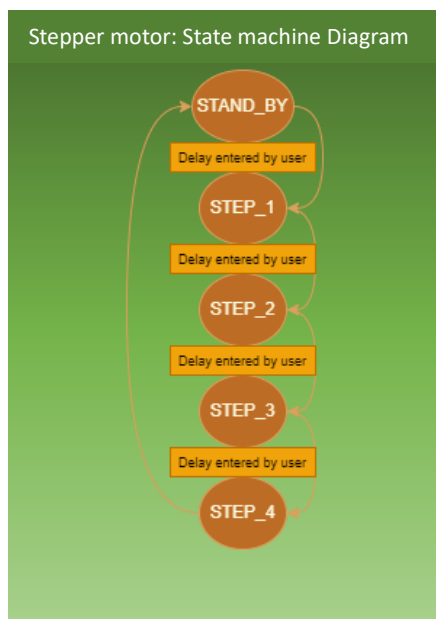 Stepper motor: State machine Diagram
STAND_BY
Delay entered by user
STEP_1
Delay entered by user
STEP_2
Delay entered by user
STEP_3
Delay entered by user
STEP_4